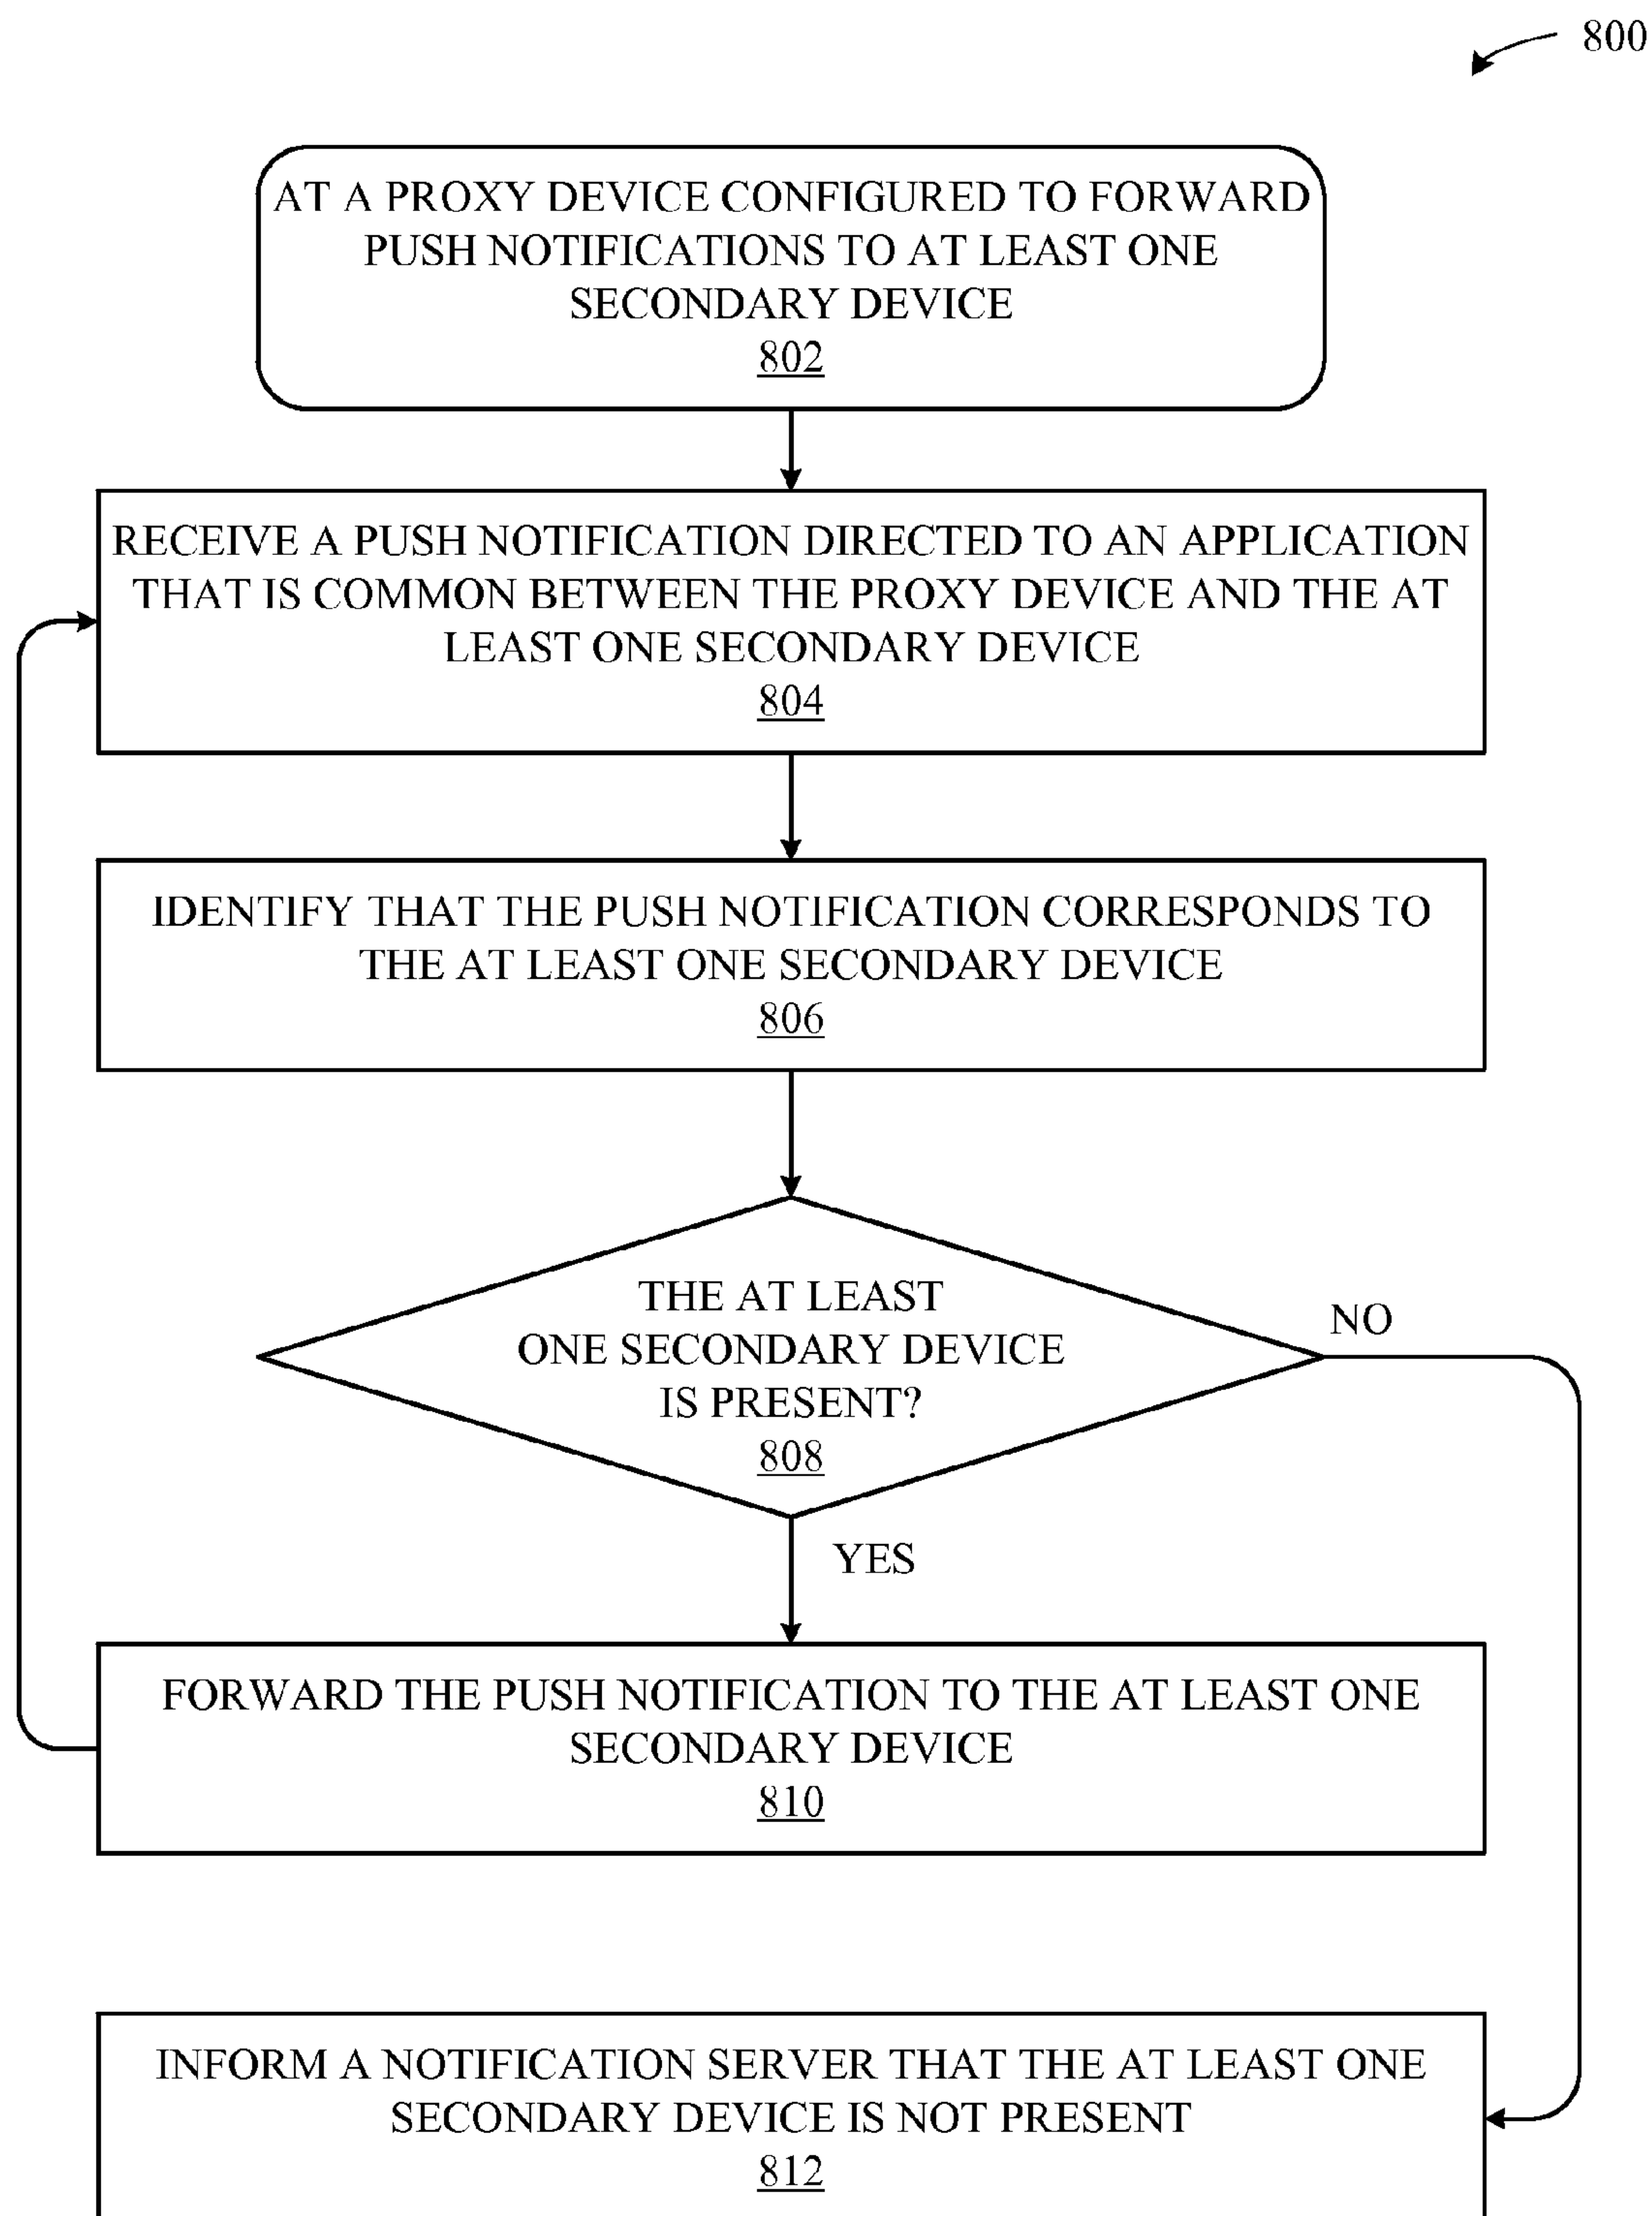 800
AT A PROXY DEVICE CONFIGURED TO FORWARD
PUSH NOTIFICATIONS TO AT LEAST ONE
SECONDARY DEVICE
802
RECEIVE A PUSH NOTIFICATION DIRECTED TO AN APPLICATION
THAT IS COMMON BETWEEN THE PROXY DEVICE AND THE AT
LEAST ONE SECONDARY DEVICE
804
IDENTIFY THAT THE PUSH NOTIFICATION CORRESPONDS TO
THE AT LEAST ONE SECONDARY DEVICE
806
THE AT LEAST
ONE SECONDARY DEVICE
IS PRESENT?
808
NO
YES
FORWARD THE PUSH NOTIFICATION TO THE AT LEAST ONE
SECONDARY DEVICE
810
INFORM A NOTIFICATION SERVER THAT THE AT LEAST ONE
SECONDARY DEVICE IS NOT PRESENT
812